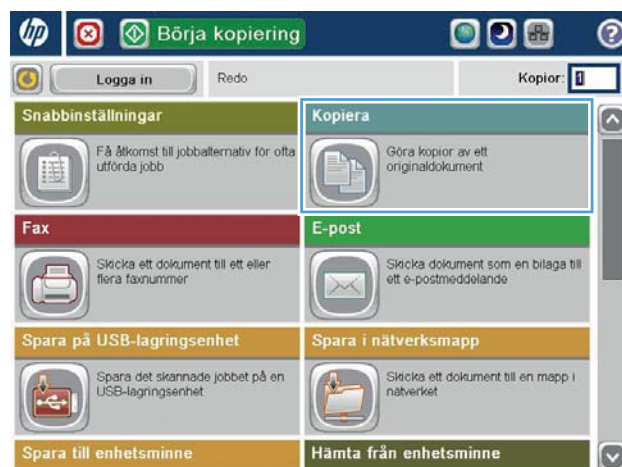 hp
Börja kopiering
?
Logga in
Redo
Kopior: 1
Snabbinställningar
Få åtkomst till jobbalternativ för ofta
utförda jobb
Kopiera
Göra kopior av ett
originaldokument
Fax
Skicka ett dokument till ett eller
flera faxnummer
E-post
Skicka dokument som en bilaga till
ett e-postmeddelande
Spara på USB-lagringsenhet
Spara det skannade jobbet på en
USB-lagringsenhet
Spara i nätverksmapp
Skicka ett dokument till en mapp i
nätverket
Spara till enhetsminne
Hämta från enhetsminne